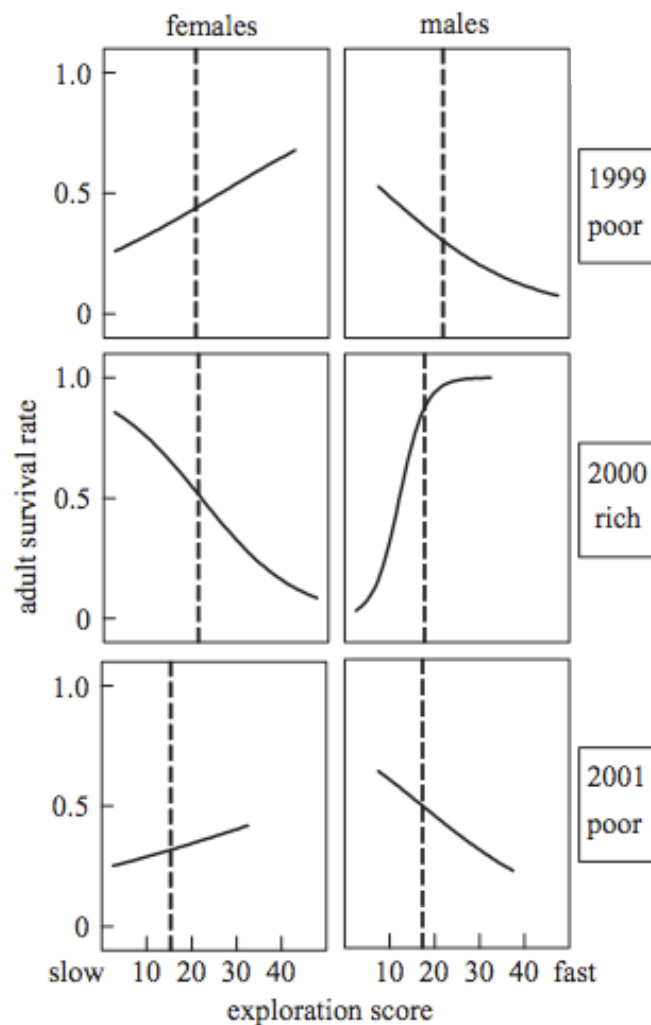 females males
1.0
0.5
0
1999
poor
adult survival rate
1.0
0.5
0
2000
rich
1.0
0.5
0
2001
poor
slow 10 20 30 40 10 20 30 40 fast
exploration score